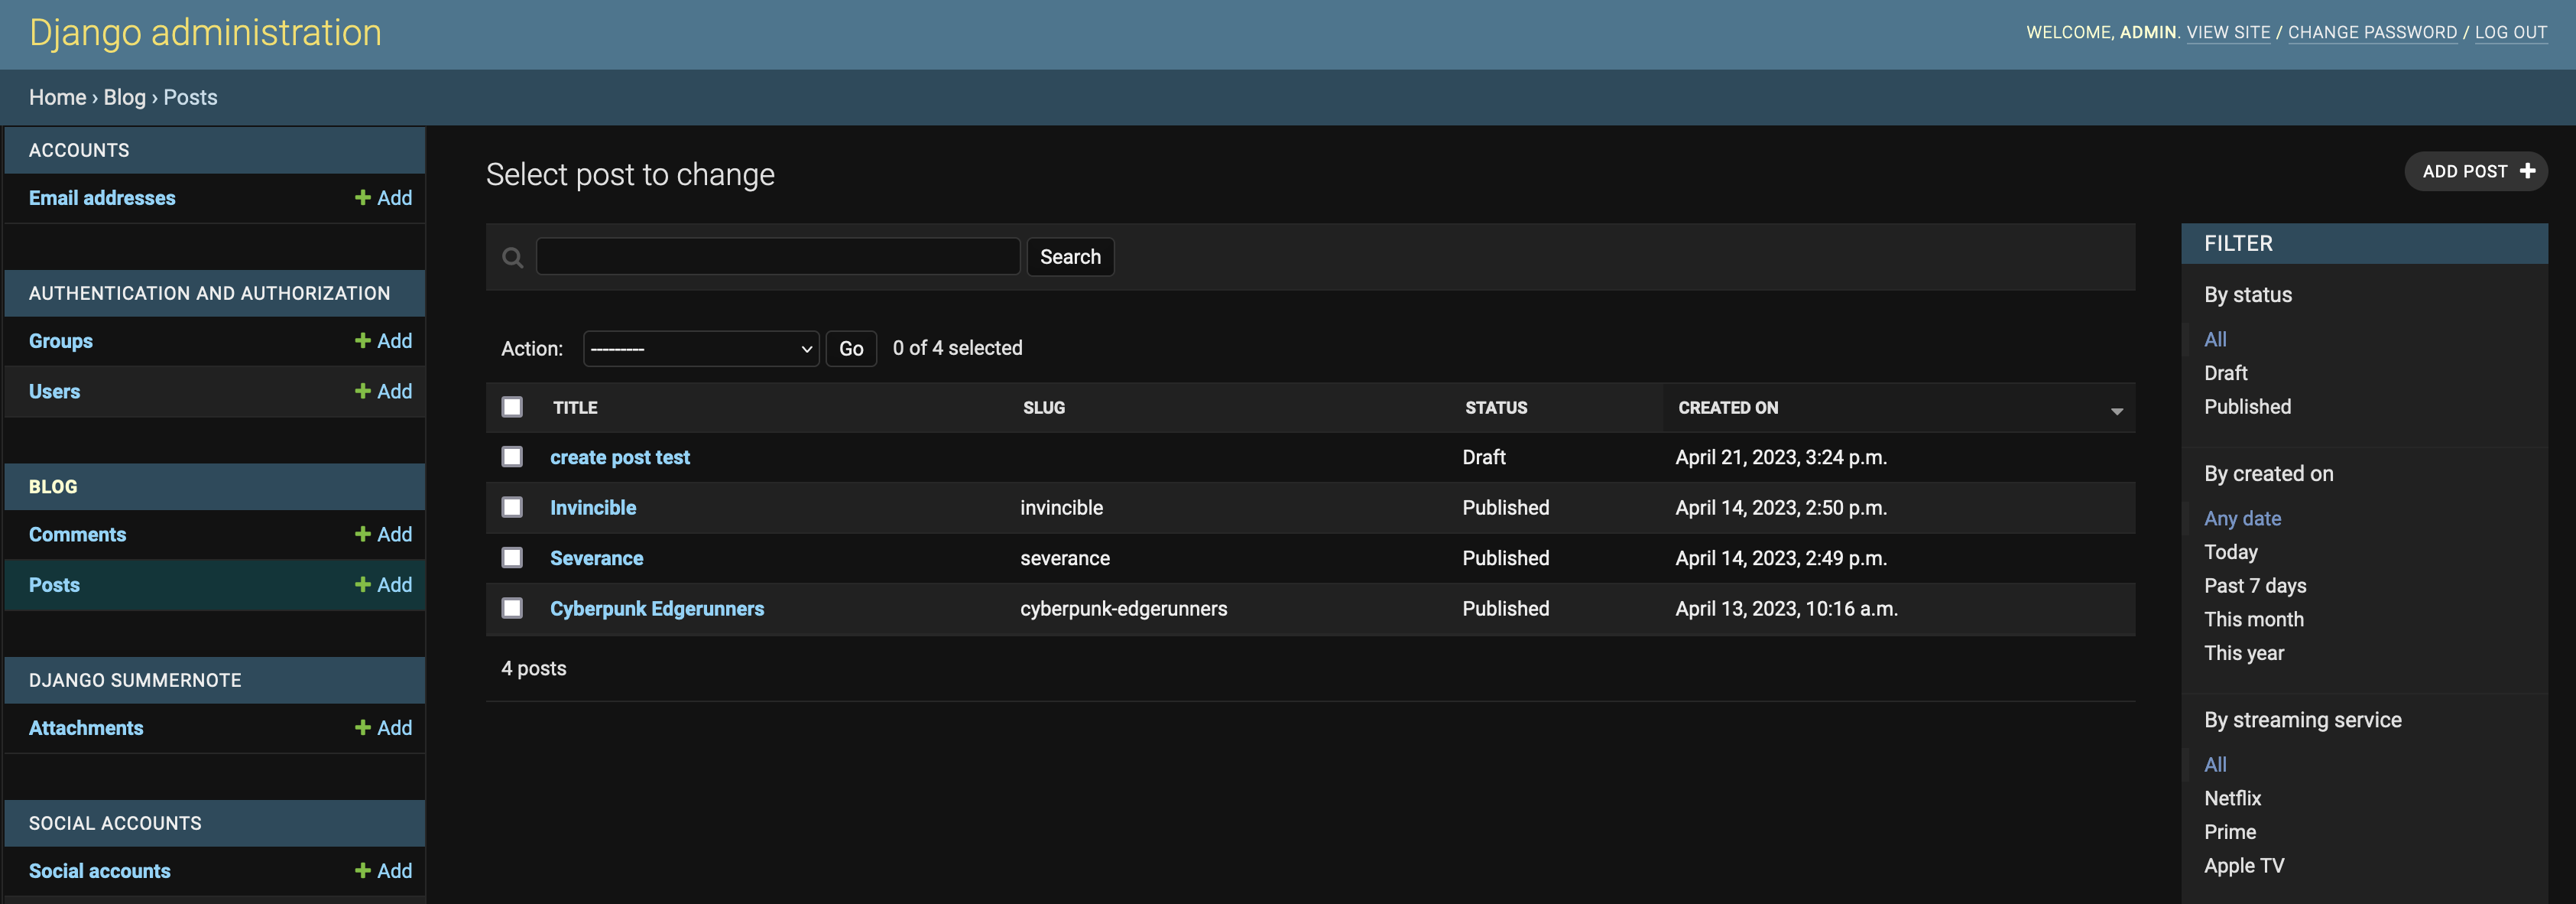 Django administration
WELCOME, ADMIN. VIEW SITE / CHANGE PASSWORD / LOG OUT
Home › Blog › Posts
ACCOUNTS
Email addresses + Add
AUTHENTICATION AND AUTHORIZATION
Groups + Add
Users + Add
BLOG
Comments + Add
Posts + Add
DJANGO SUMMERNOTE
Attachments + Add
SOCIAL ACCOUNTS
Social accounts + Add
Select post to change
ADD POST +
Search
Action: --------- Go 0 of 4 selected
TITLE SLUG STATUS CREATED ON
create post test Draft April 21, 2023, 3:24 p.m.
Invincible invincible Published April 14, 2023, 2:50 p.m.
Severance severance Published April 14, 2023, 2:49 p.m.
Cyberpunk Edgerunners cyberpunk-edgerunners Published April 13, 2023, 10:16 a.m.
4 posts
FILTER
By status
All
Draft
Published
By created on
Any date
Today
Past 7 days
This month
This year
By streaming service
All
Netflix
Prime
Apple TV